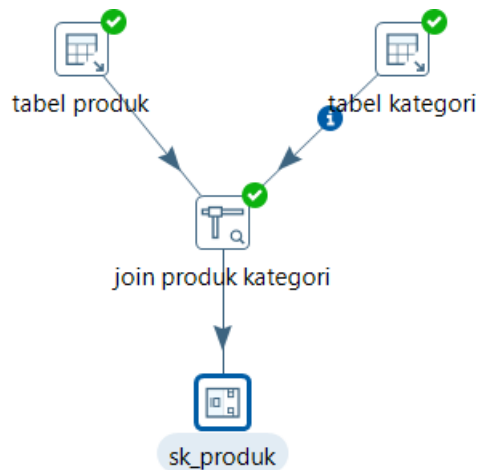 tabel produk
tabel kategori
join produk kategori
sk_produk